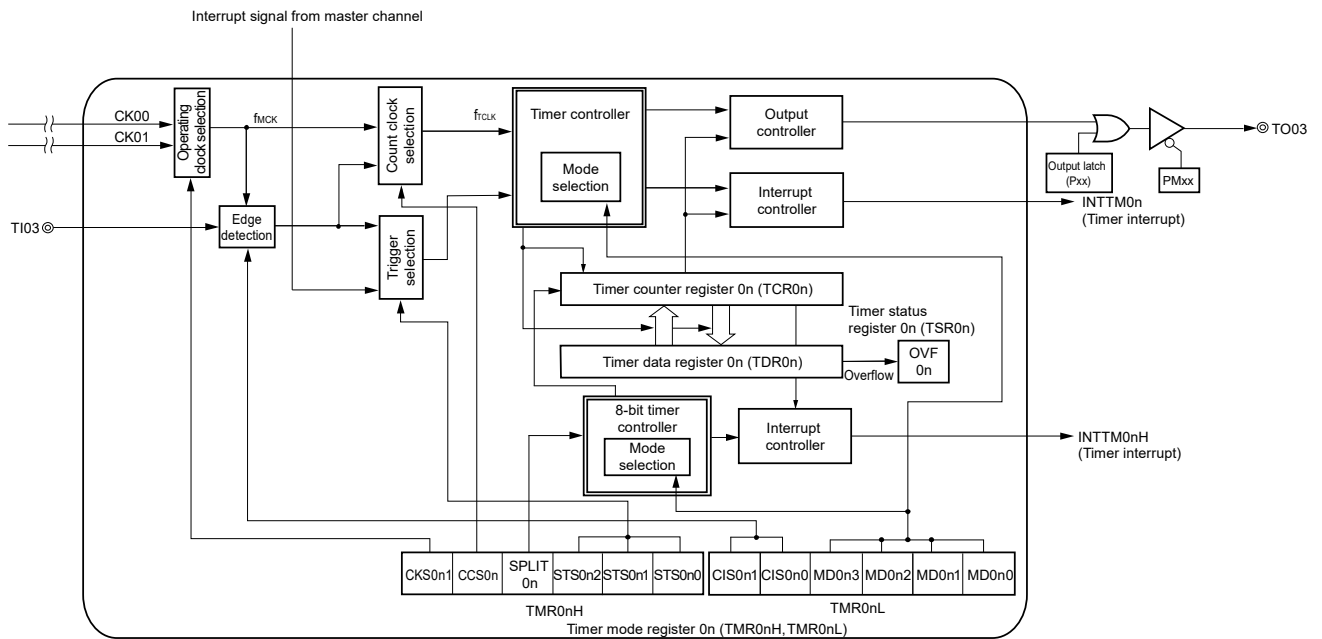 Interrupt signal from master channel
CK00
CK01
Operating
clock selection
fMCK
Count clock
selection
fTCLK
Timer controller
Mode
selection
Output
controller
Interrupt
controller
TO03
Output latch
(Pxx)
PMxx
INTTM0n
(Timer interrupt)
TI03
Edge
detection
Trigger
selection
Timer counter register 0n (TCR0n)
Timer status
register 0n (TSR0n)
Timer data register 0n (TDR0n)
Overflow
OVF
0n
8-bit timer
controller
Mode
selection
Interrupt
controller
INTTM0nH
(Timer interrupt)
CKS0n1
CCS0n
SPLIT
0n
STS0n2
STS0n1
STS0n0
CIS0n1
CIS0n0
MD0n3
MD0n2
MD0n1
MD0n0
TMR0nH
TMR0nL
Timer mode register 0n (TMR0nH, TMR0nL)